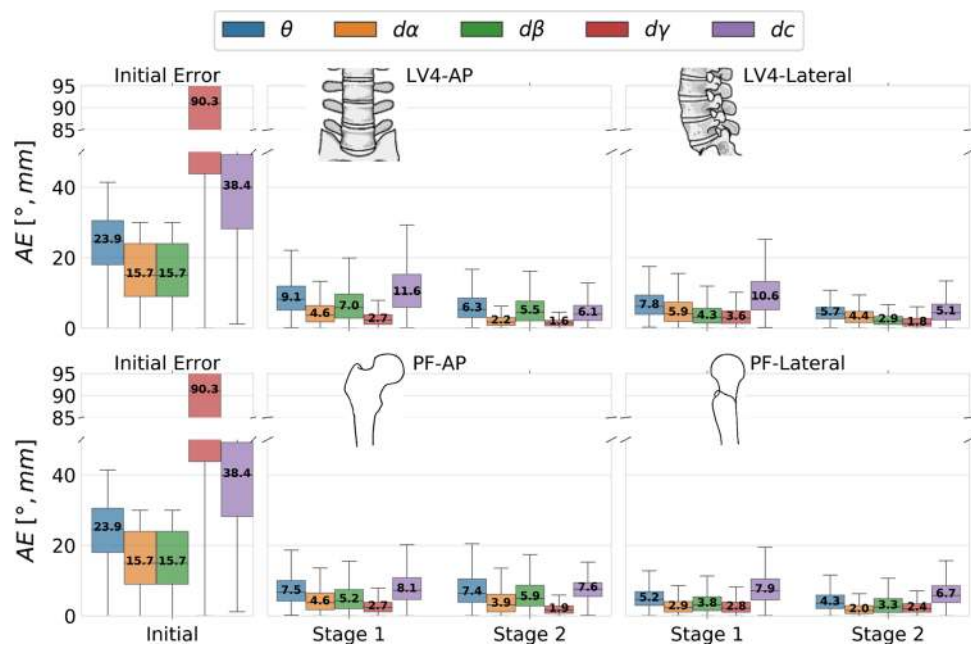 θ dα dβ dγ dc
Initial Error LV4-AP LV4-Lateral
95
90
85
40
20
0
AE [°, mm]
23.9 15.7 15.7 90.3 38.4
9.1 4.6 7.0 2.7 11.6
6.3 2.2 5.5 1.6 6.1
7.8 5.9 4.3 3.6 10.6
5.7 4.4 2.9 1.8 5.1
Initial Error PF-AP PF-Lateral
95
90
85
40
20
0
AE [°, mm]
23.9 15.7 15.7 90.3 38.4
7.5 4.6 5.2 2.7 8.1
7.4 3.9 5.9 1.9 7.6
5.2 2.9 3.8 2.8 7.9
4.3 2.0 3.3 2.4 6.7
Initial Stage 1 Stage 2 Stage 1 Stage 2